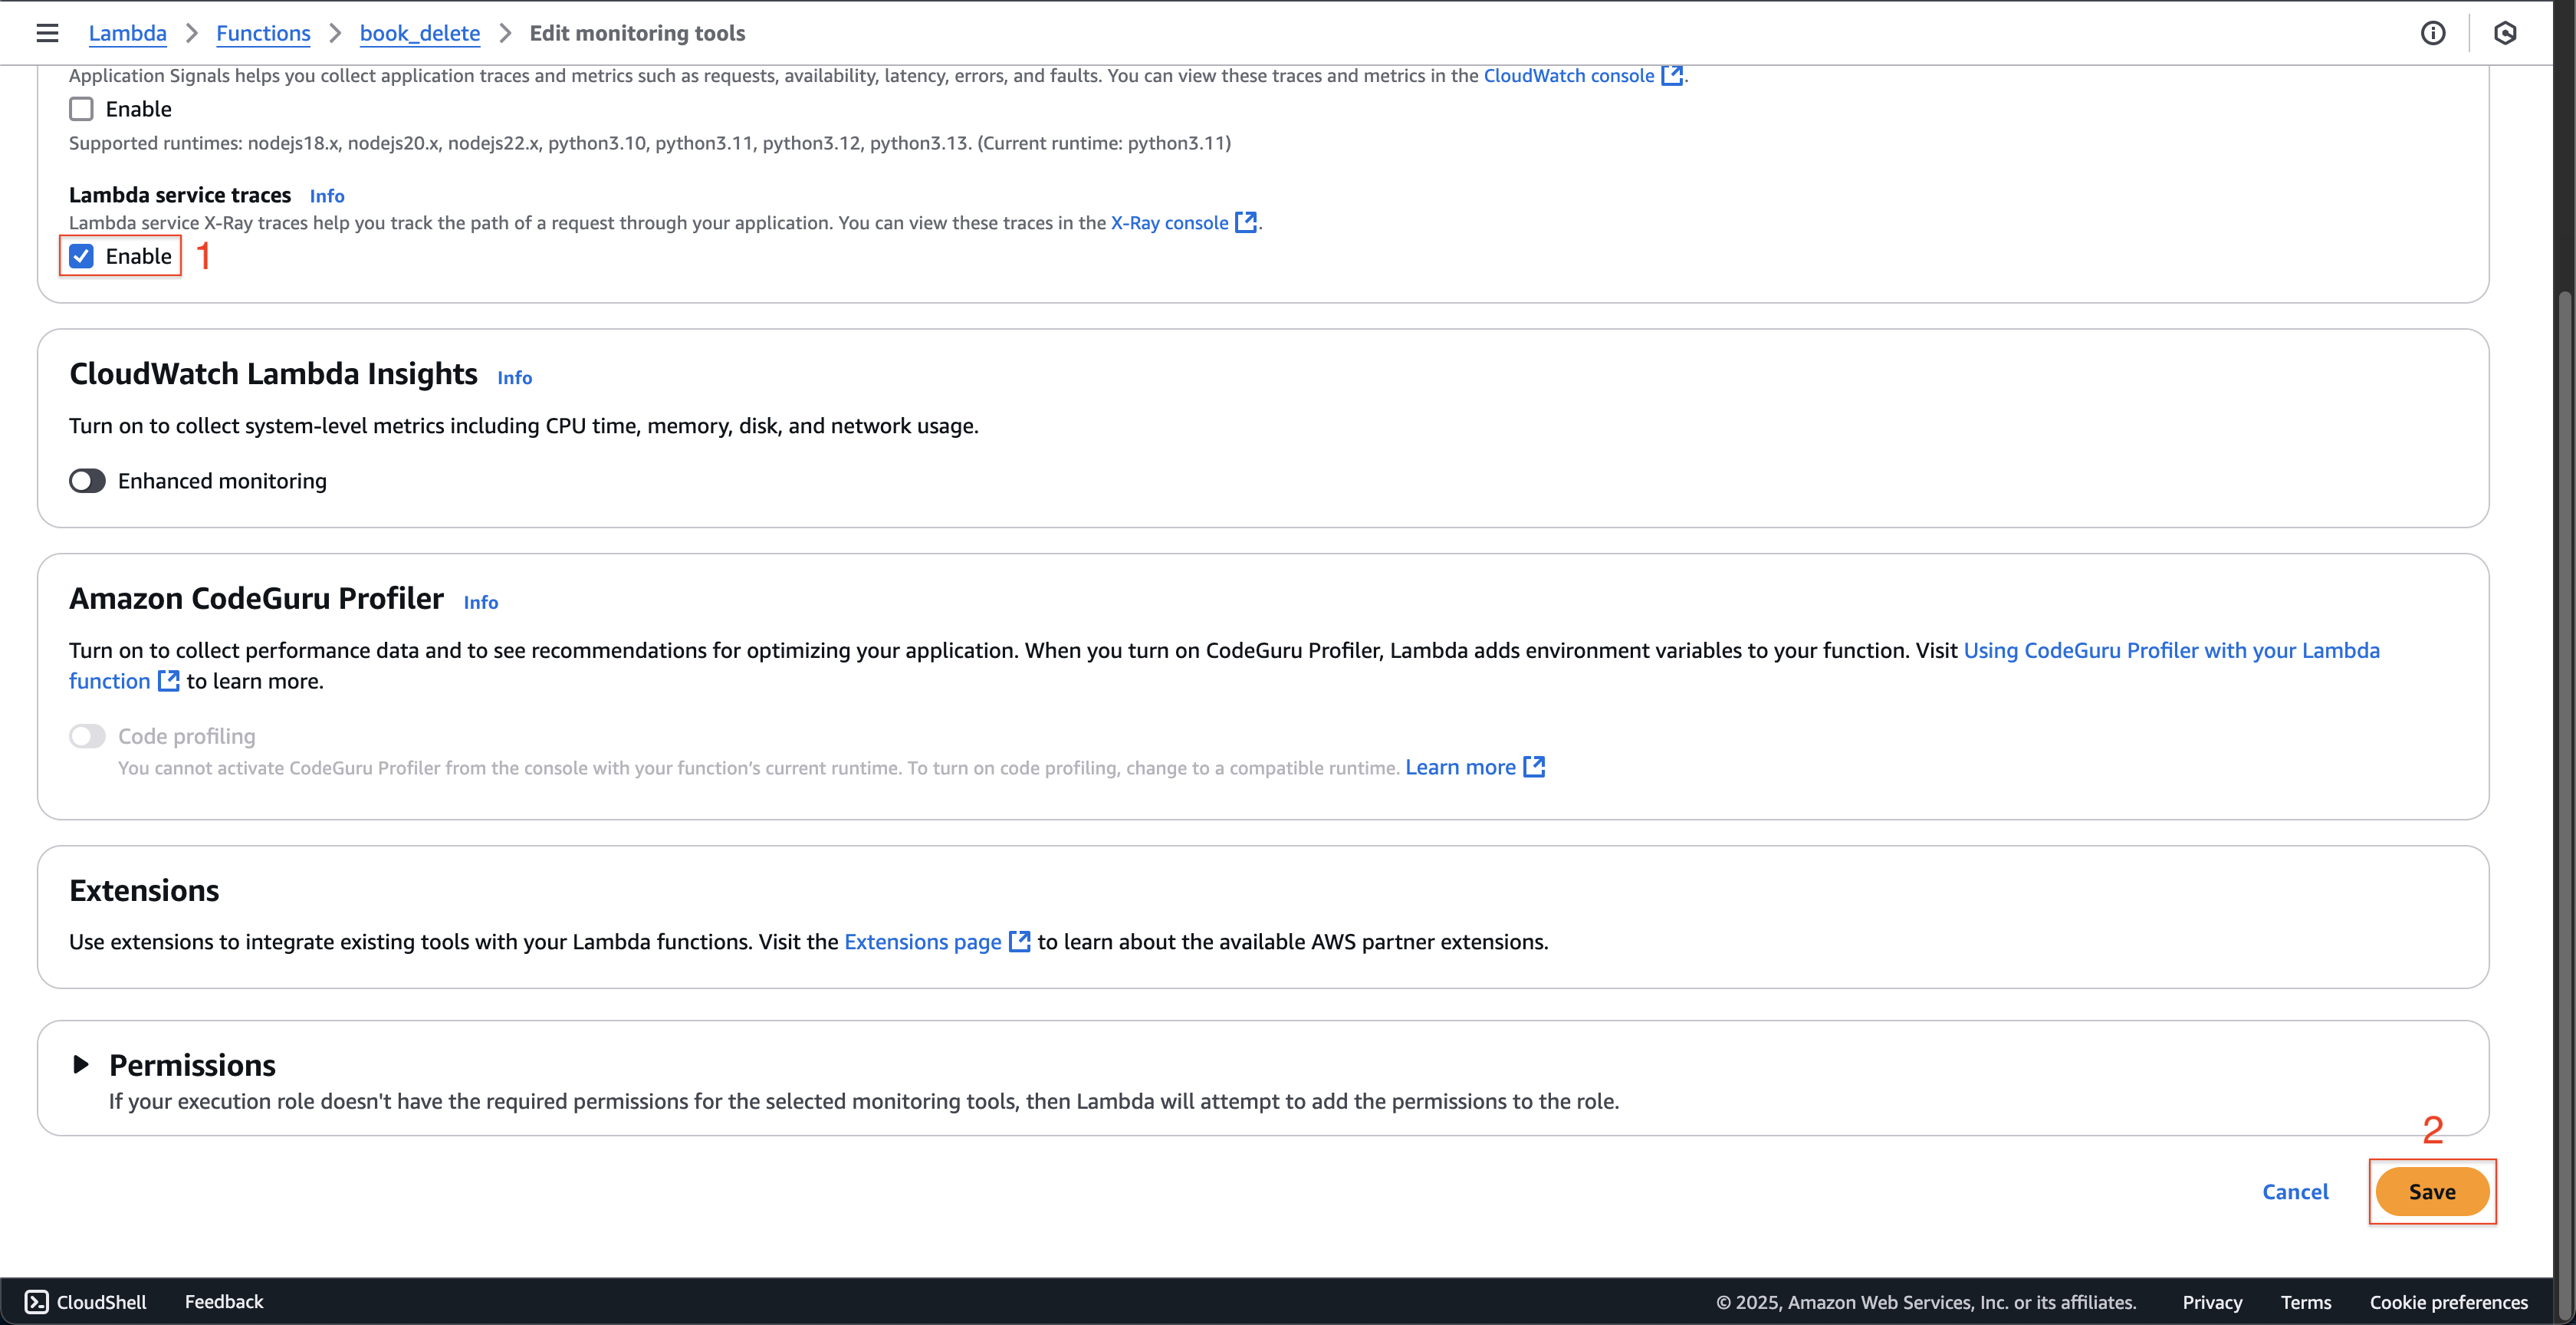 Lambda > Functions > book_delete > Edit monitoring tools
Application Signals helps you collect application traces and metrics such as requests, availability, latency, errors, and faults. You can view these traces and metrics in the CloudWatch console.
Enable
Supported runtimes: nodejs18.x, nodejs20.x, nodejs22.x, python3.10, python3.11, python3.12, python3.13. (Current runtime: python3.11)
Lambda service traces Info
Lambda service X-Ray traces help you track the path of a request through your application. You can view these traces in the X-Ray console.
Enable 1
CloudWatch Lambda Insights Info
Turn on to collect system-level metrics including CPU time, memory, disk, and network usage.
Enhanced monitoring
Amazon CodeGuru Profiler Info
Turn on to collect performance data and to see recommendations for optimizing your application. When you turn on CodeGuru Profiler, Lambda adds environment variables to your function. Visit Using CodeGuru Profiler with your Lambda
function to learn more.
Code profiling
You cannot activate CodeGuru Profiler from the console with your function’s current runtime. To turn on code profiling, change to a compatible runtime. Learn more
Extensions
Use extensions to integrate existing tools with your Lambda functions. Visit the Extensions page to learn about the available AWS partner extensions.
Permissions
If your execution role doesn't have the required permissions for the selected monitoring tools, then Lambda will attempt to add the permissions to the role.
2
Cancel Save
CloudShell Feedback © 2025, Amazon Web Services, Inc. or its affiliates. Privacy Terms Cookie preferences